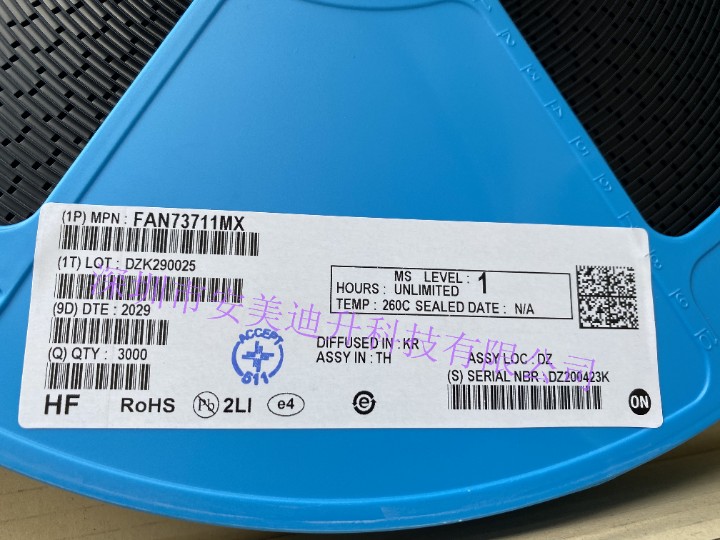 (1P) MPN : FAN73711MX
(1T) LOT : DZK290025
(9D) DTE : 2029
(Q) QTY : 3000
MS LEVEL : 1
HOURS : UNLIMITED
TEMP : 260C SEALED DATE : N/A
深圳市安美迪升科技有限公司
ACCEPT
511
DIFFUSED IN : KR
ASSY IN : TH
ASSY LOC : DZ
(S) SERIAL NBR : DZ200423K
HF RoHS Pb 2LI e4 e ON